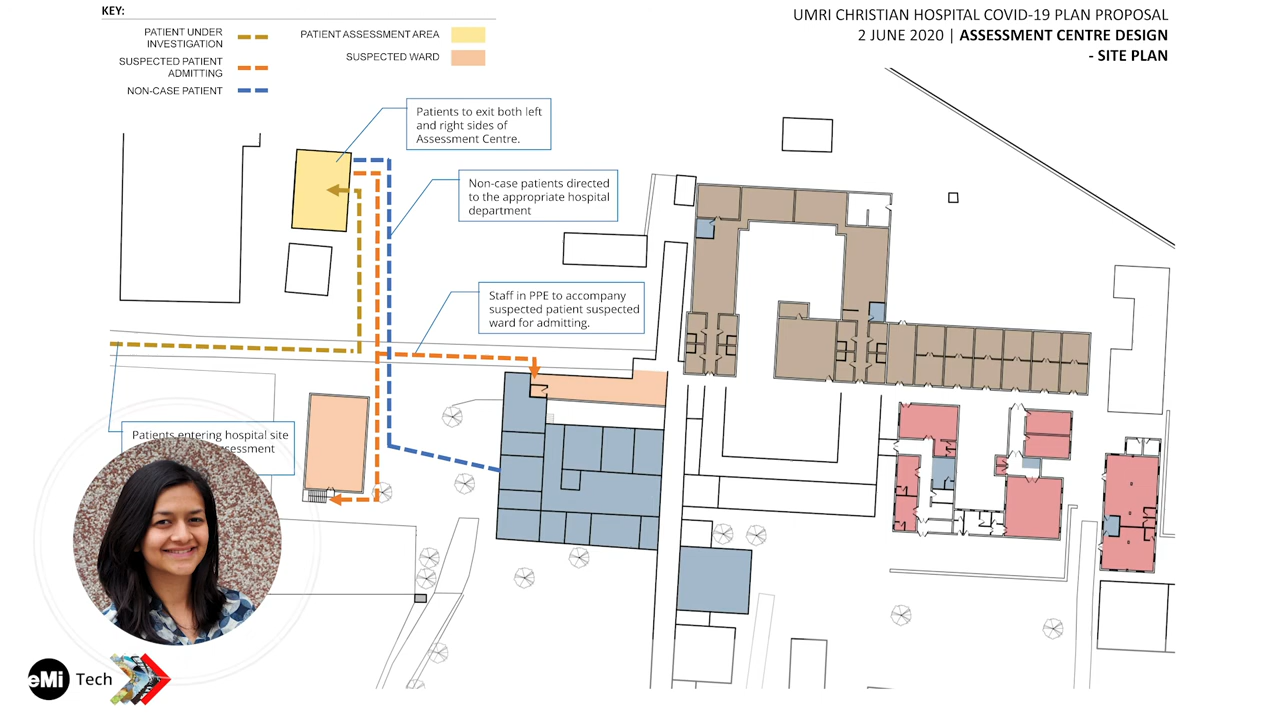 KEY:
PATIENT UNDER
INVESTIGATION
SUSPECTED PATIENT
ADMITTING
NON-CASE PATIENT
PATIENT ASSESSMENT AREA
SUSPECTED WARD
UMRI CHRISTIAN HOSPITAL COVID-19 PLAN PROPOSAL
2 JUNE 2020 | ASSESSMENT CENTRE DESIGN
- SITE PLAN
Patients to exit both left
and right sides of
Assessment Centre.
Non-case patients directed
to the appropriate hospital
department
Staff in PPE to accompany
suspected patient suspected
ward for admitting.
Patients entering hospital site
eMi Tech